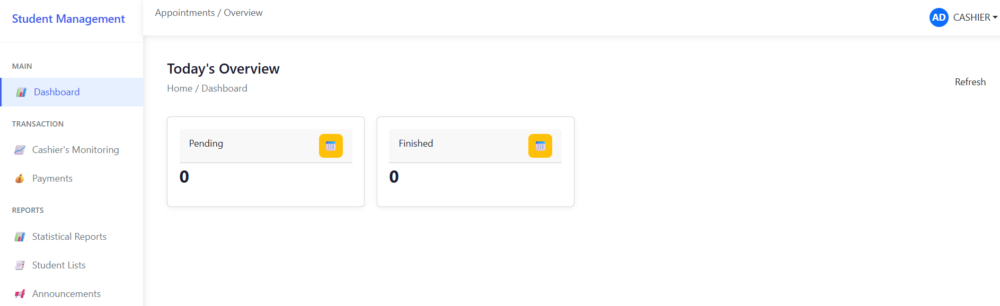 Student Management
Appointments / Overview
AD CASHIER
MAIN
Dashboard
TRANSACTION
Cashier's Monitoring
Payments
REPORTS
Statistical Reports
Student Lists
Announcements
Today's Overview
Home / Dashboard
Refresh
Pending
0
Finished
0